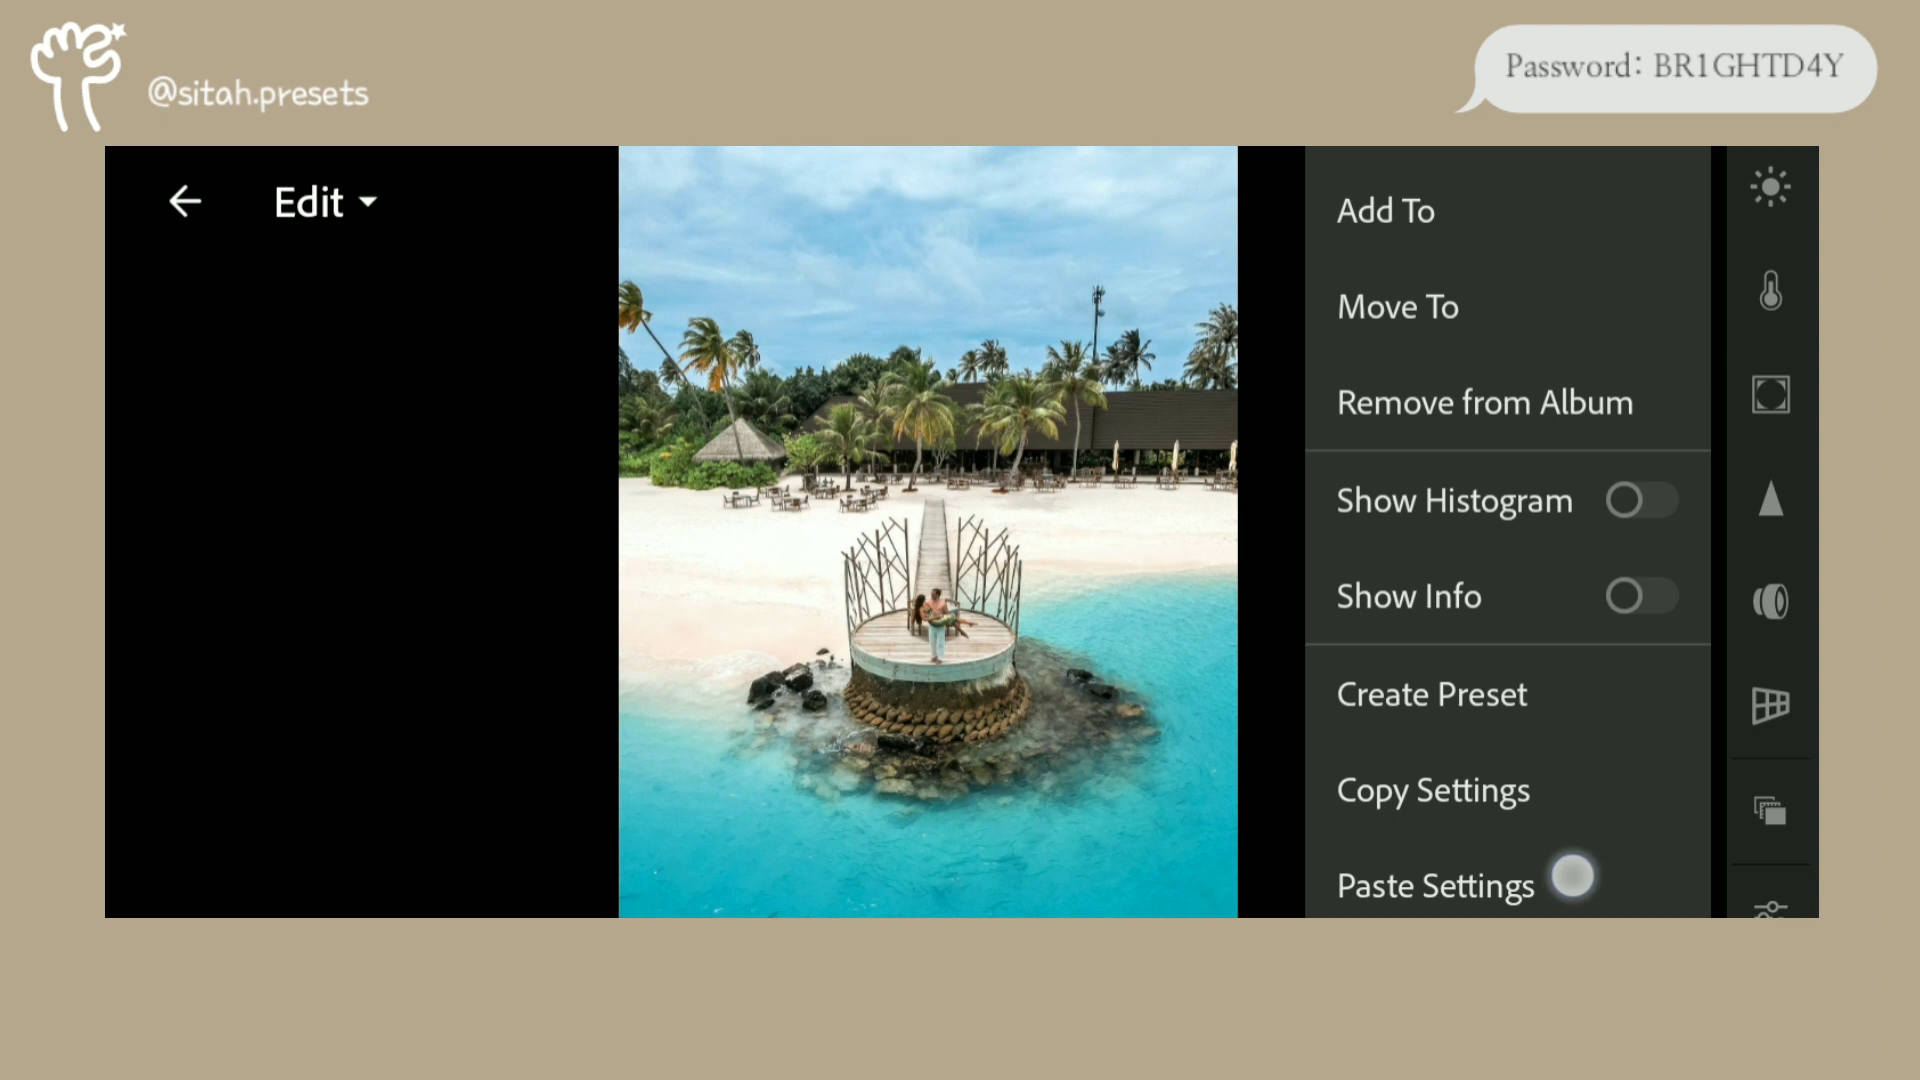 @sitah.presets
Password: BR1GHTD4Y
Edit
Add To
Move To
Remove from Album
Show Histogram
Show Info
Create Preset
Copy Settings
Paste Settings